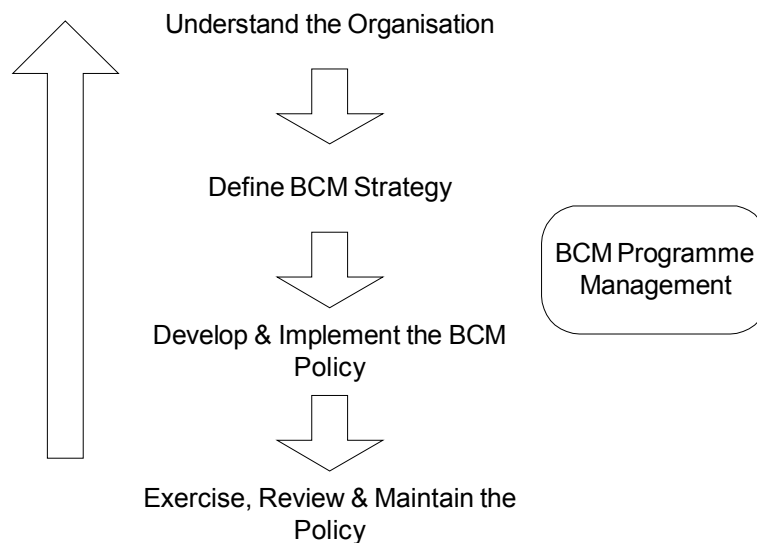 Understand the Organisation
Define BCM Strategy
BCM Programme
Management
Develop & Implement the BCM
Policy
Exercise, Review & Maintain the
Policy